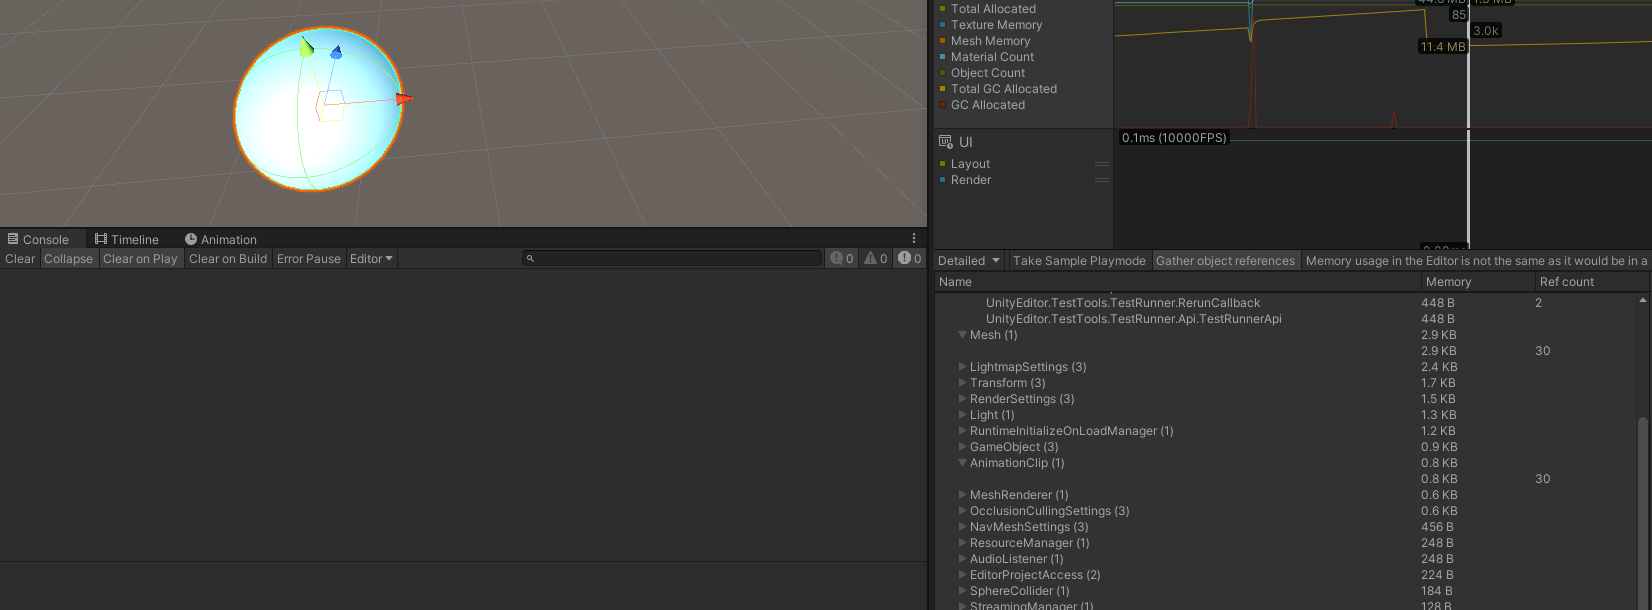 Total Allocated
Texture Memory
Mesh Memory
Material Count
Object Count
Total GC Allocated
GC Allocated
85
3.0k
11.4 MB
UI
Layout
Render
0.1ms (10000FPS)
Console
Timeline
Animation
Clear
Collapse
Clear on Play
Clear on Build
Error Pause
Editor
0
0
0
Detailed
Take Sample Playmode
Gather object references
Memory usage in the Editor is not the same as it would be in a
Name Memory Ref count
UnityEditor.TestTools.TestRunner.RerunCallback 448 B 2
UnityEditor.TestTools.TestRunner.Api.TestRunnerApi 448 B
Mesh (1) 2.9 KB
2.9 KB 30
LightmapSettings (3) 2.4 KB
Transform (3) 1.7 KB
RenderSettings (3) 1.5 KB
Light (1) 1.3 KB
RuntimeInitializeOnLoadManager (1) 1.2 KB
GameObject (3) 0.9 KB
AnimationClip (1) 0.8 KB
0.8 KB 30
MeshRenderer (1) 0.6 KB
OcclusionCullingSettings (3) 0.6 KB
NavMeshSettings (3) 456 B
ResourceManager (1) 248 B
AudioListener (1) 248 B
EditorProjectAccess (2) 224 B
SphereCollider (1) 184 B
StreamingManager (1) 128 B